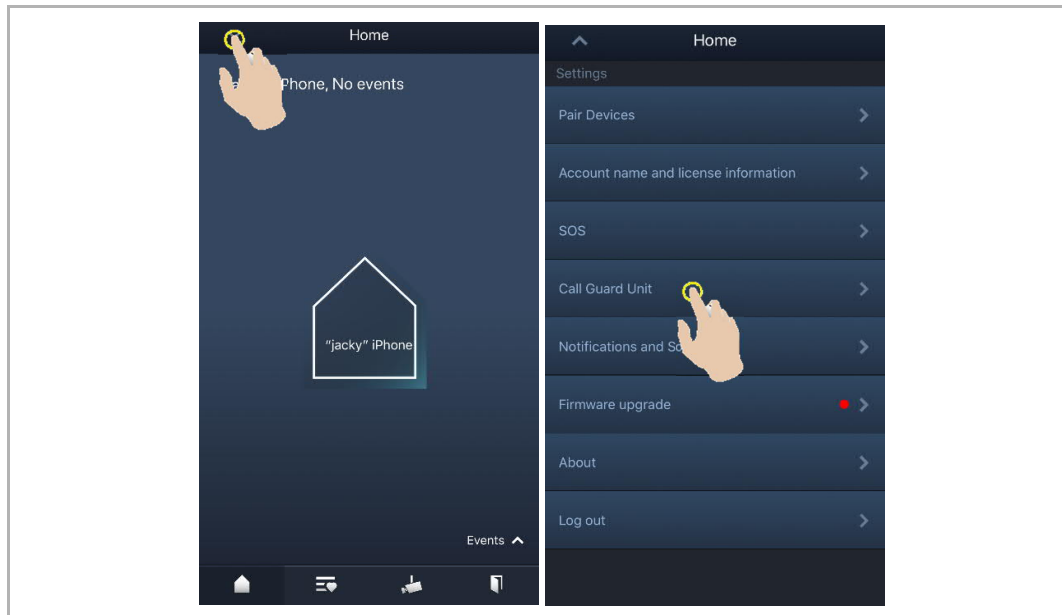 Home
Phone, No events
"jacky" iPhone
Events
Home
Settings
Pair Devices
Account name and license information
SOS
Call Guard Unit
Notifications and
Firmware upgrade
About
Log out